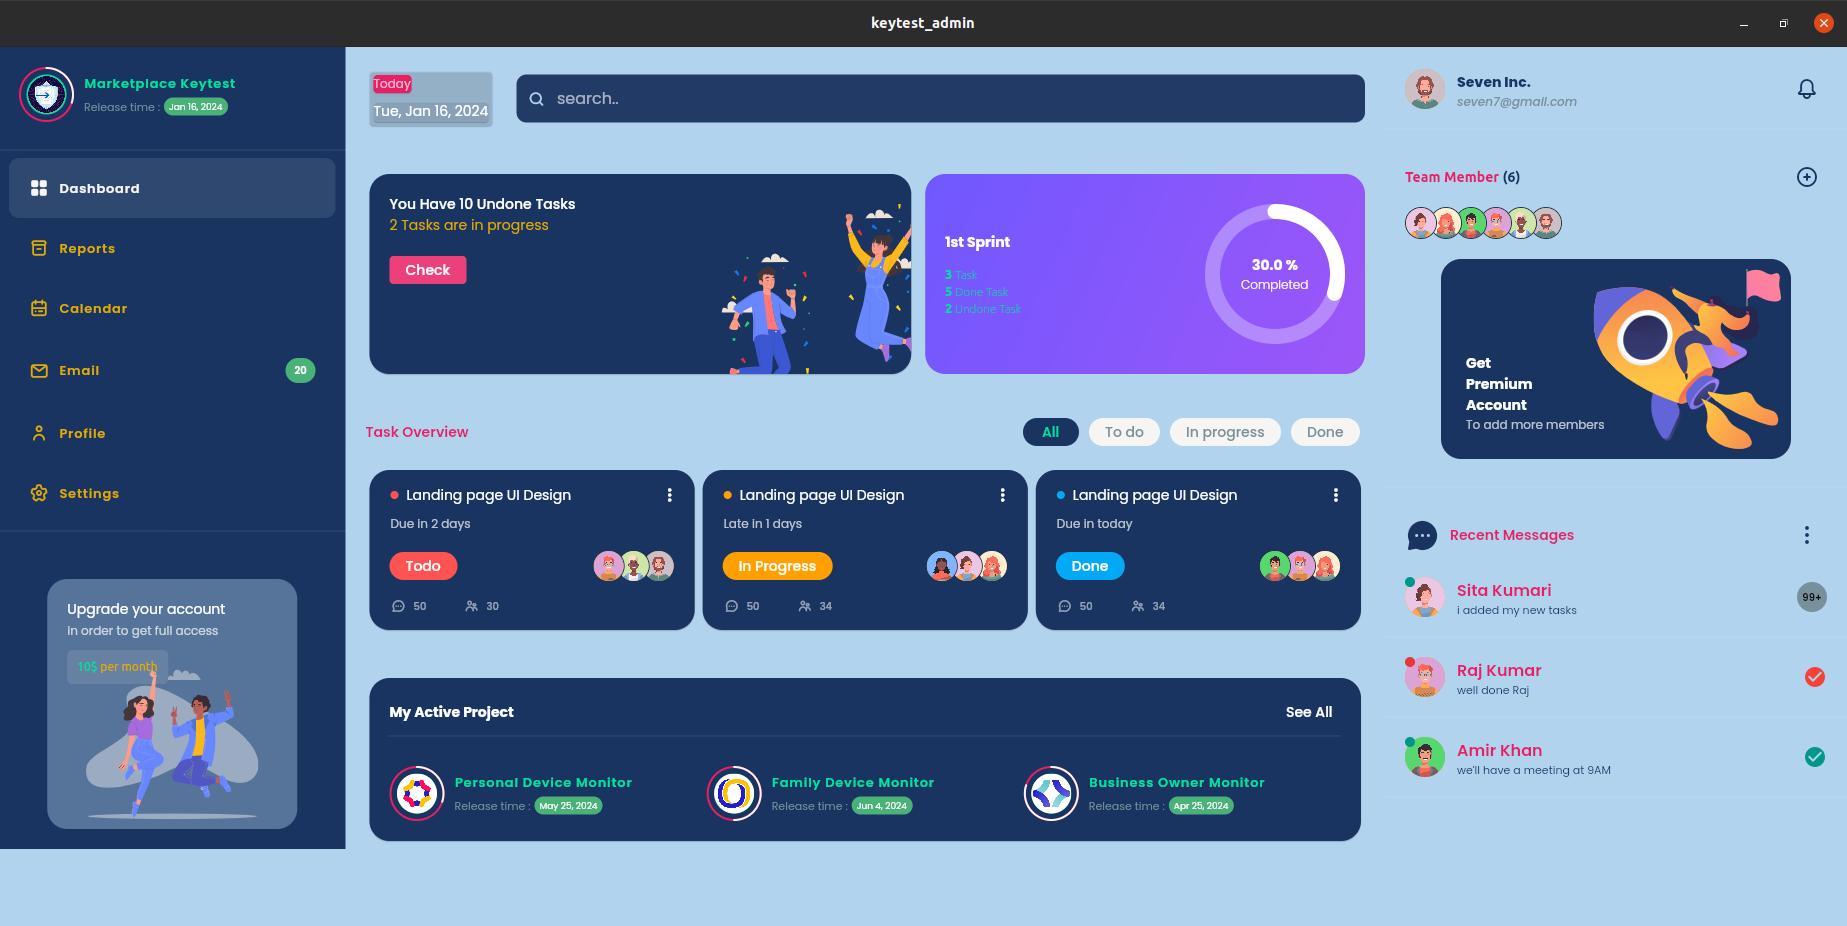 keytest_admin
Marketplace Keytest
Release time : Jan 16, 2024
Dashboard
Reports
Calendar
Email
20
Profile
Settings
Upgrade your account
In order to get full access
10$ per month
Today
Tue, Jan 16, 2024
search..
You Have 10 Undone Tasks
2 Tasks are in progress
Check
1st Sprint
3 Task
5 Done Task
2 Undone Task
30.0 %
Completed
Task Overview
All
To do
In progress
Done
Landing page UI Design
Due in 2 days
Todo
50
30
Landing page UI Design
Late in 1 days
In Progress
50
34
Landing page UI Design
Due in today
Done
50
34
My Active Project
See All
Personal Device Monitor
Release time : May 25, 2024
Family Device Monitor
Release time : Jun 4, 2024
Business Owner Monitor
Release time : Apr 25, 2024
Seven Inc.
seven7@gmall.com
Team Member (6)
Get
Premium
Account
To add more members
Recent Messages
Sita Kumari
i added my new tasks
99+
Raj Kumar
well done Raj
Amir Khan
we'll have a meeting at 9AM